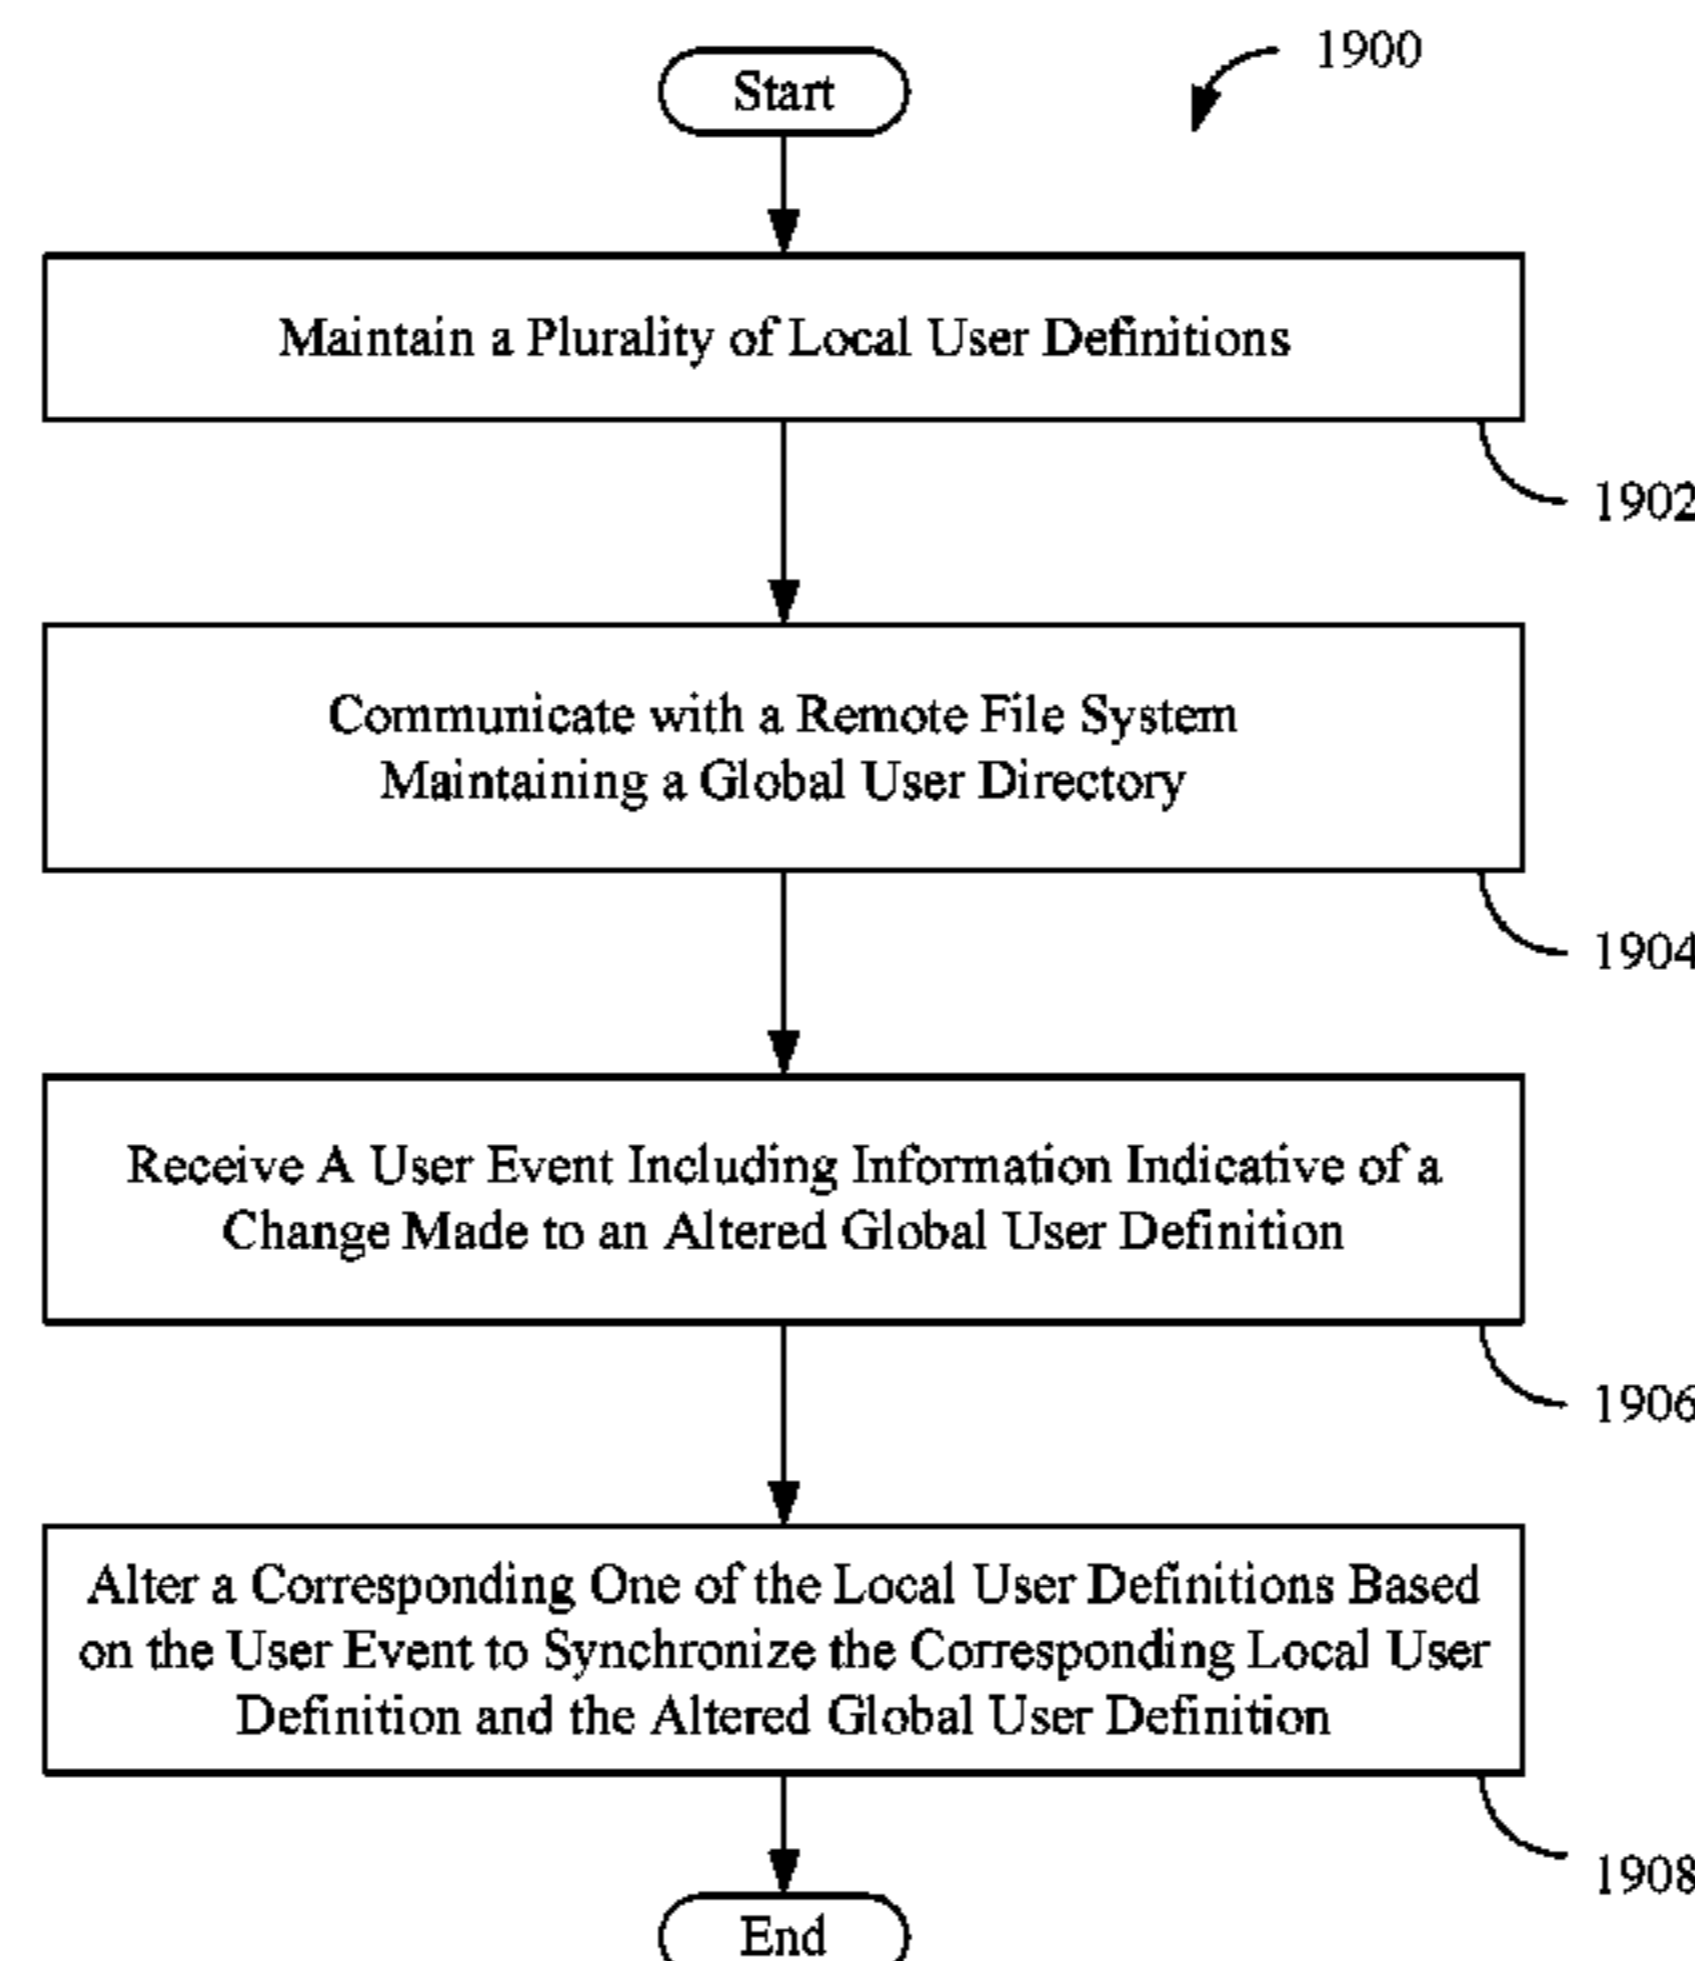 Start
1900
Maintain a Plurality of Local User Definitions
1902
Communicate with a Remote File System
Maintaining a Global User Directory
1904
Receive A User Event Including Information Indicative of a
Change Made to an Altered Global User Definition
1906
Alter a Corresponding One of the Local User Definitions Based
on the User Event to Synchronize the Corresponding Local User
Definition and the Altered Global User Definition
1908
End